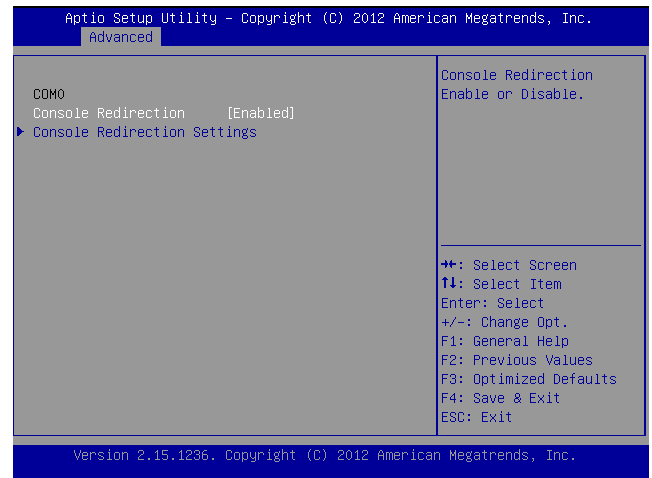 Aptio Setup Utility – Copyright (C) 2012 American Megatrends, Inc.
Advanced
COM0
Console Redirection [Enabled]
Console Redirection Settings
Console Redirection
Enable or Disable.
→←: Select Screen
↑↓: Select Item
Enter: Select
+/-: Change Opt.
F1: General Help
F2: Previous Values
F3: Optimized Defaults
F4: Save & Exit
ESC: Exit
Version 2.15.1236. Copyright (C) 2012 American Megatrends, Inc.